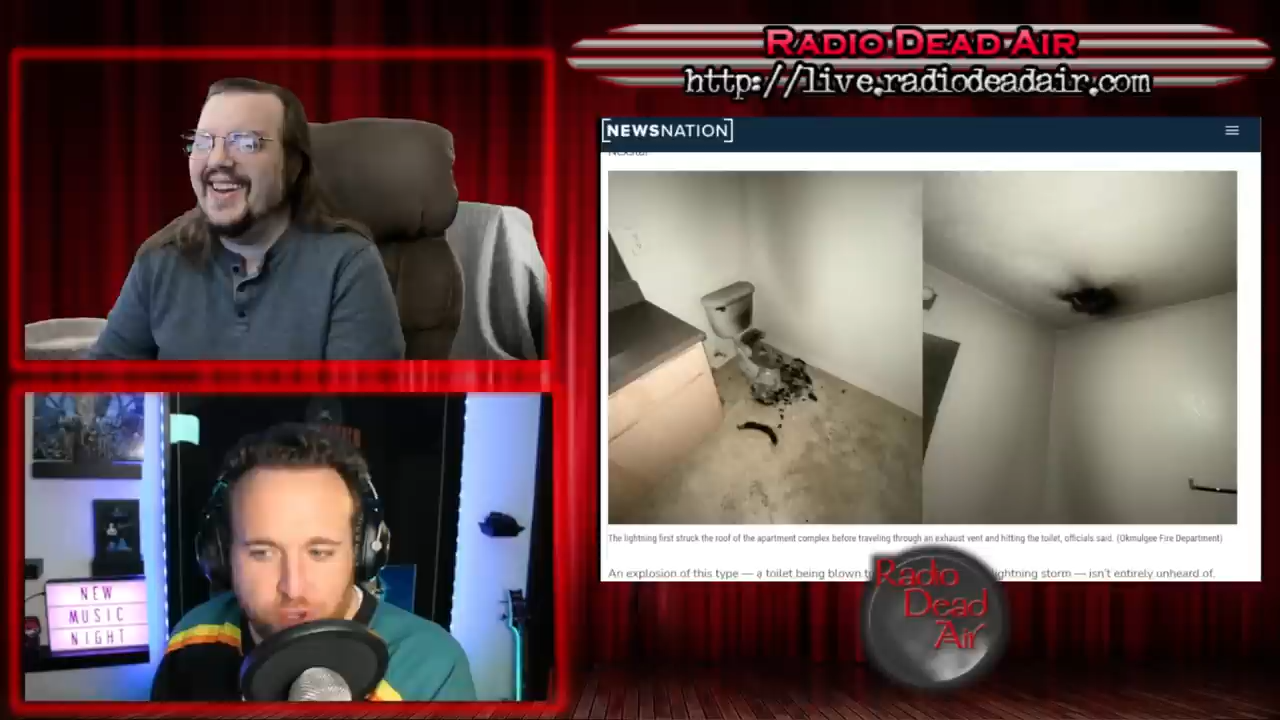 Radio Dead Air
http://live.radiodeadair.com
[NEWSNATION]
Nexstar
The lightning first struck the roof of the apartment complex before traveling through an exhaust vent and hitting the toilet, officials said. (Okmulgee Fire Department)
An explosion of this type — a toilet being blown t
ightning storm — isn't entirely unheard of.
Radio
Dead
Air
NEW
MUSIC
NIGHT